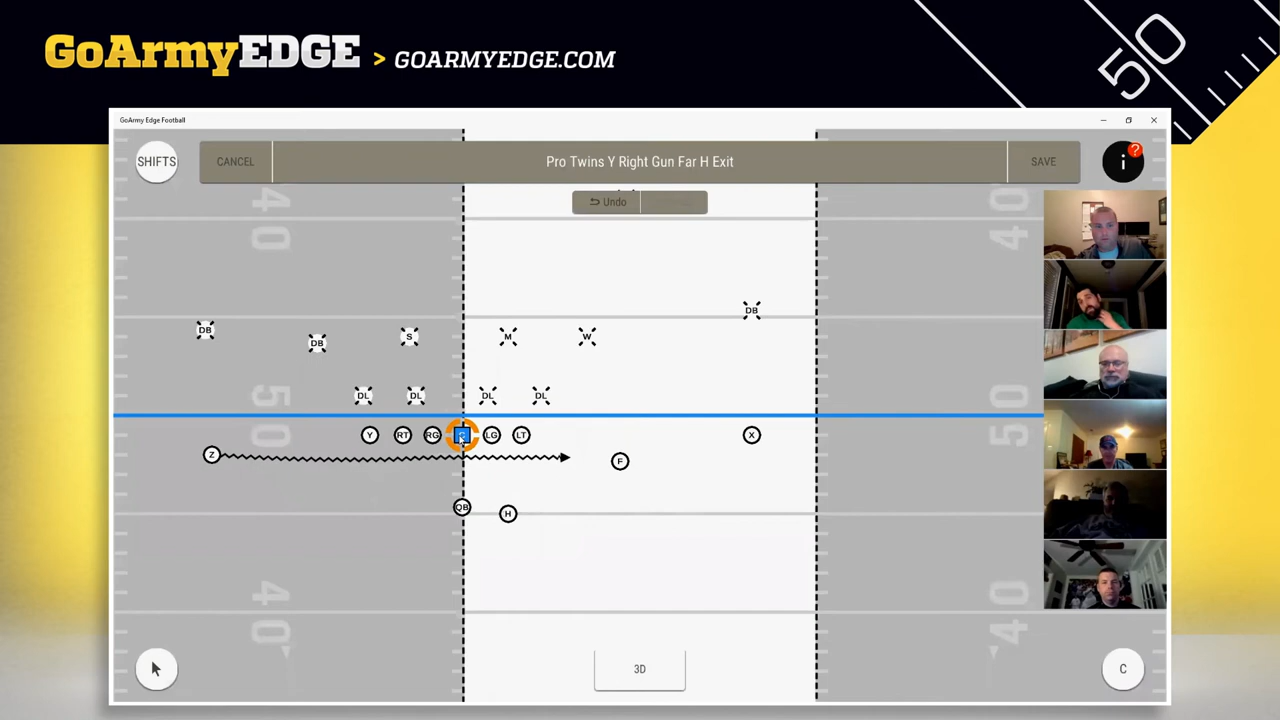 GoArmyEDGE > GOARMYEDGE.COM
50
GoArmy Edge Football
SHIFTS
CANCEL
Pro Twins Y Right Gun Far H Exit
SAVE
i
?
Undo
40
40
DB
DB
DB
S
M
W
DL
DL
DL
DL
50
50
Y
RT
RG
LG
LT
X
Z
F
QB
H
40
40
3D
C